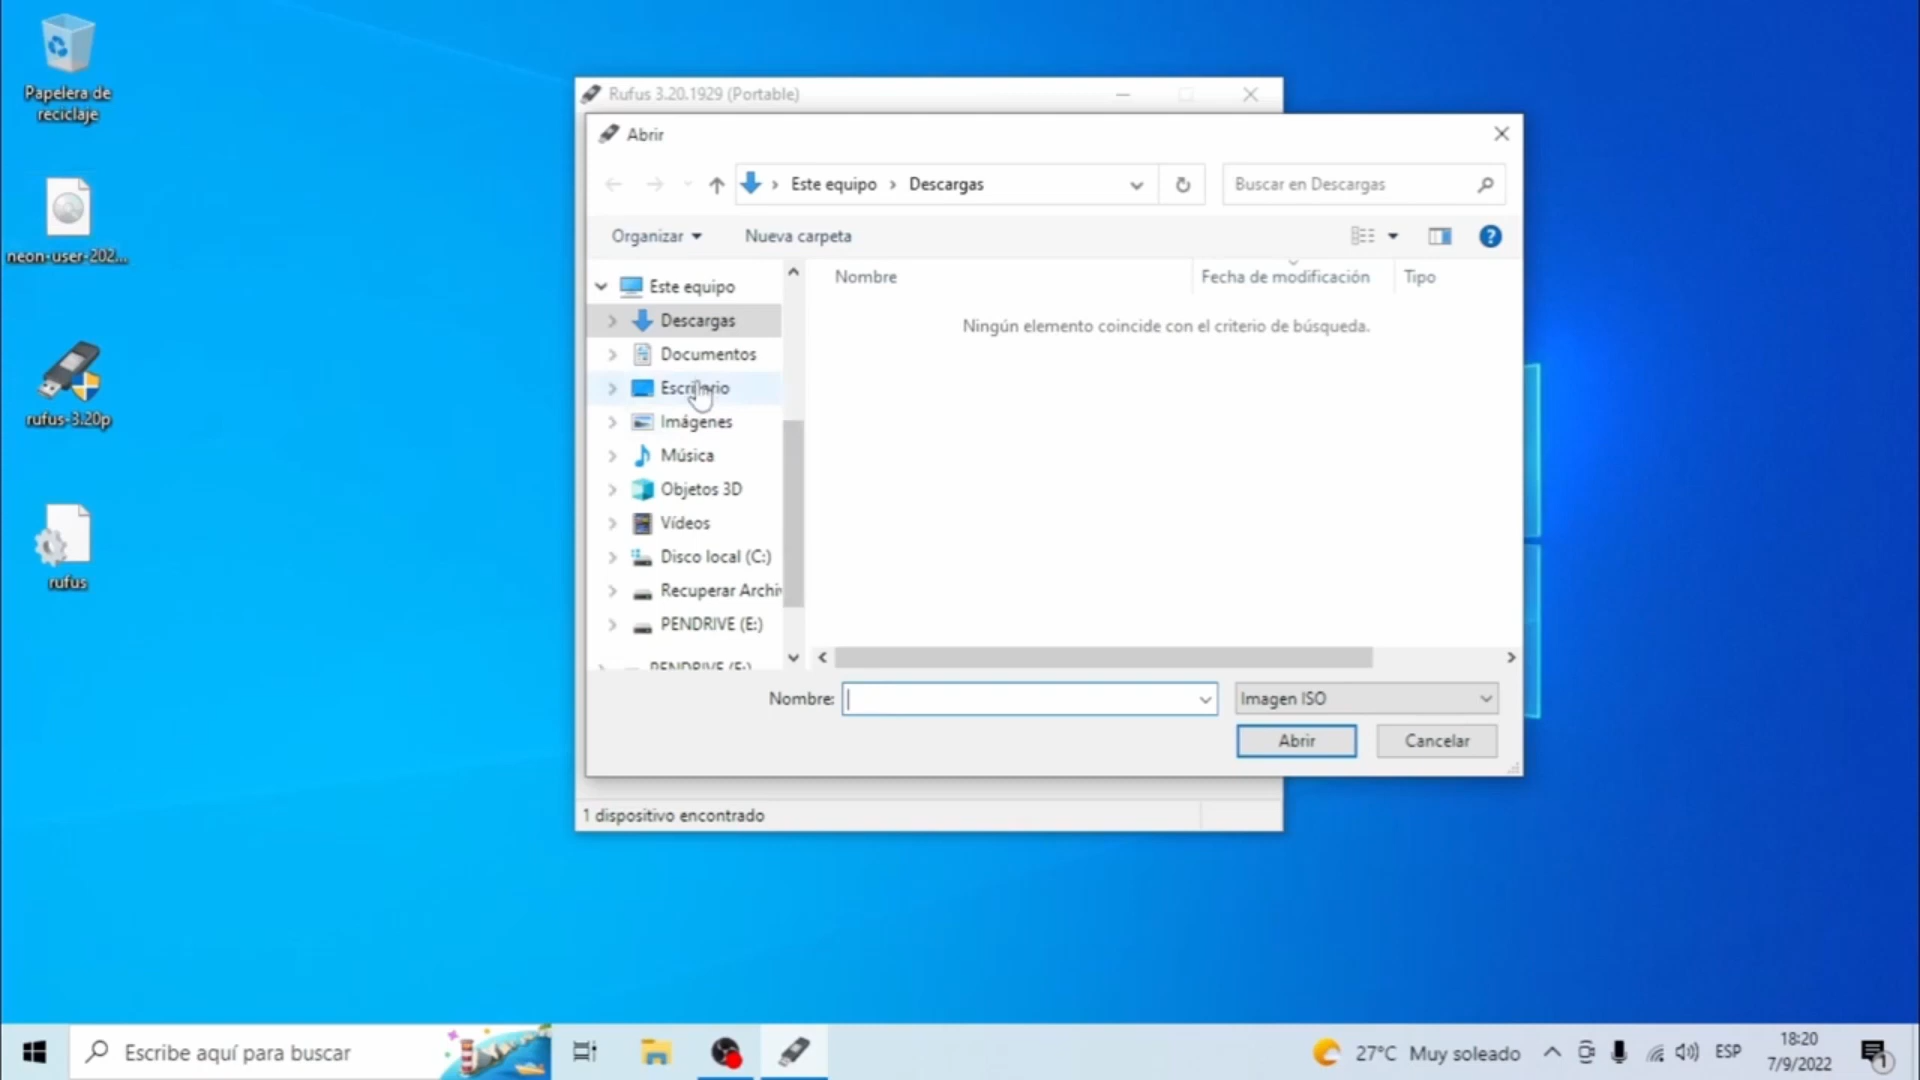 Papelera de
reciclaje
neon-user-202...
rufus-3.20p
rufus
Rufus 3.20.1929 (Portable)
Abrir
Este equipo
Descargas
Buscar en Descargas
Organizar
Nueva carpeta
Este equipo
Descargas
Documentos
Escritorio
Imágenes
Música
Objetos 3D
Vídeos
Disco local (C:)
Recuperar Archi
PENDRIVE (E:)
PENDRIVE (E:)
Nombre
Fecha de modificación
Tipo
Ningún elemento coincide con el criterio de búsqueda.
Nombre:
Imagen ISO
Abrir
Cancelar
1 dispositivo encontrado
Escribe aquí para buscar
27°C Muy soleado
ESP
18:20
7/9/2022
1